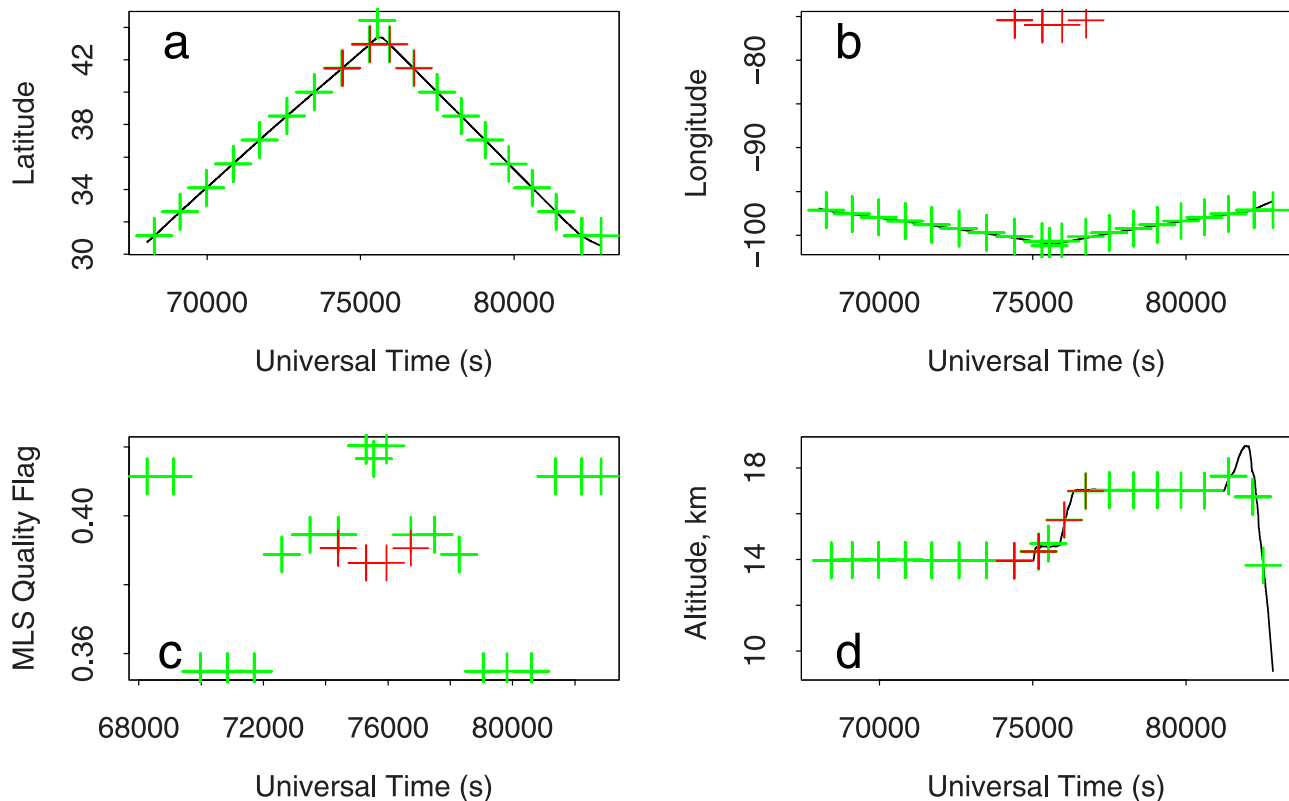 a
Latitude
30 34 38 42
70000 75000 80000
Universal Time (s)
b
Longitude
−100 −90 −80
70000 75000 80000
Universal Time (s)
c
MLS Quality Flag
0.36 0.40
68000 72000 76000 80000
Universal Time (s)
d
Altitude, km
10 14 18
70000 75000 80000
Universal Time (s)